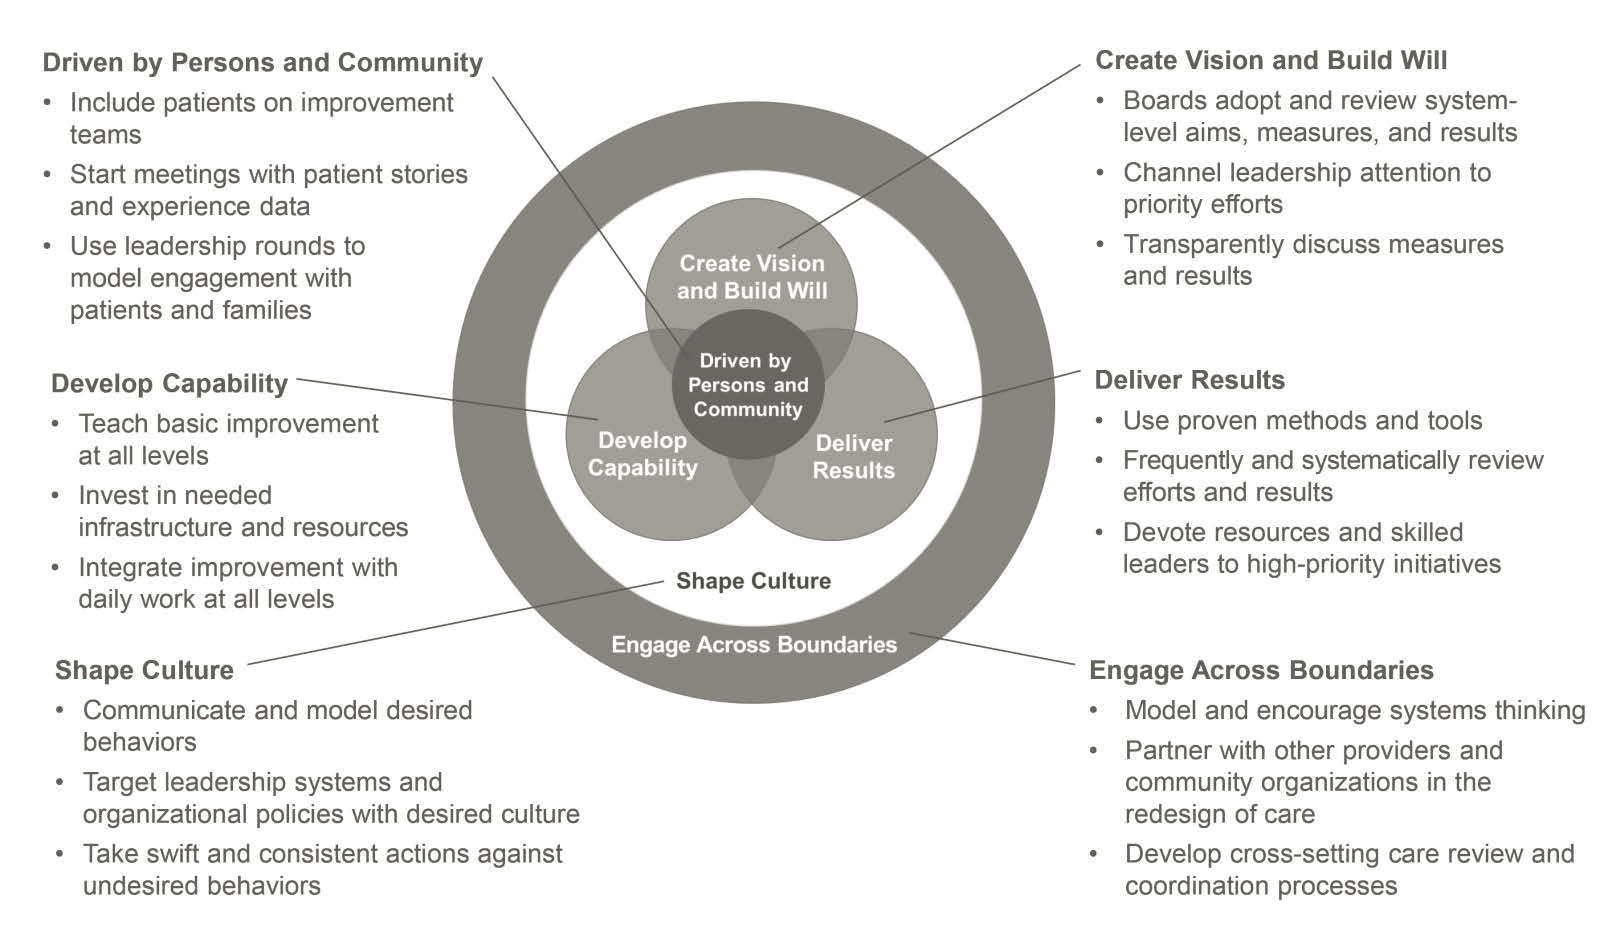 Driven by Persons and Community
• Include patients on improvement
teams
• Start meetings with patient stories
and experience data
• Use leadership rounds to
model engagement with
patients and families
Develop Capability
• Teach basic improvement
at all levels
• Invest in needed
infrastructure and resources
• Integrate improvement with
daily work at all levels
Shape Culture
• Communicate and model desired
behaviors
• Target leadership systems and
organizational policies with desired culture
• Take swift and consistent actions against
undesired behaviors
Create Vision
and Build Will
Driven by
Persons and
Community
Develop
Capability
Deliver
Results
Shape Culture
Engage Across Boundaries
Create Vision and Build Will
• Boards adopt and review system-
level aims, measures, and results
• Channel leadership attention to
priority efforts
• Transparently discuss measures
and results
Deliver Results
• Use proven methods and tools
• Frequently and systematically review
efforts and results
• Devote resources and skilled
leaders to high-priority initiatives
Engage Across Boundaries
• Model and encourage systems thinking
• Partner with other providers and
community organizations in the
redesign of care
• Develop cross-setting care review and
coordination processes